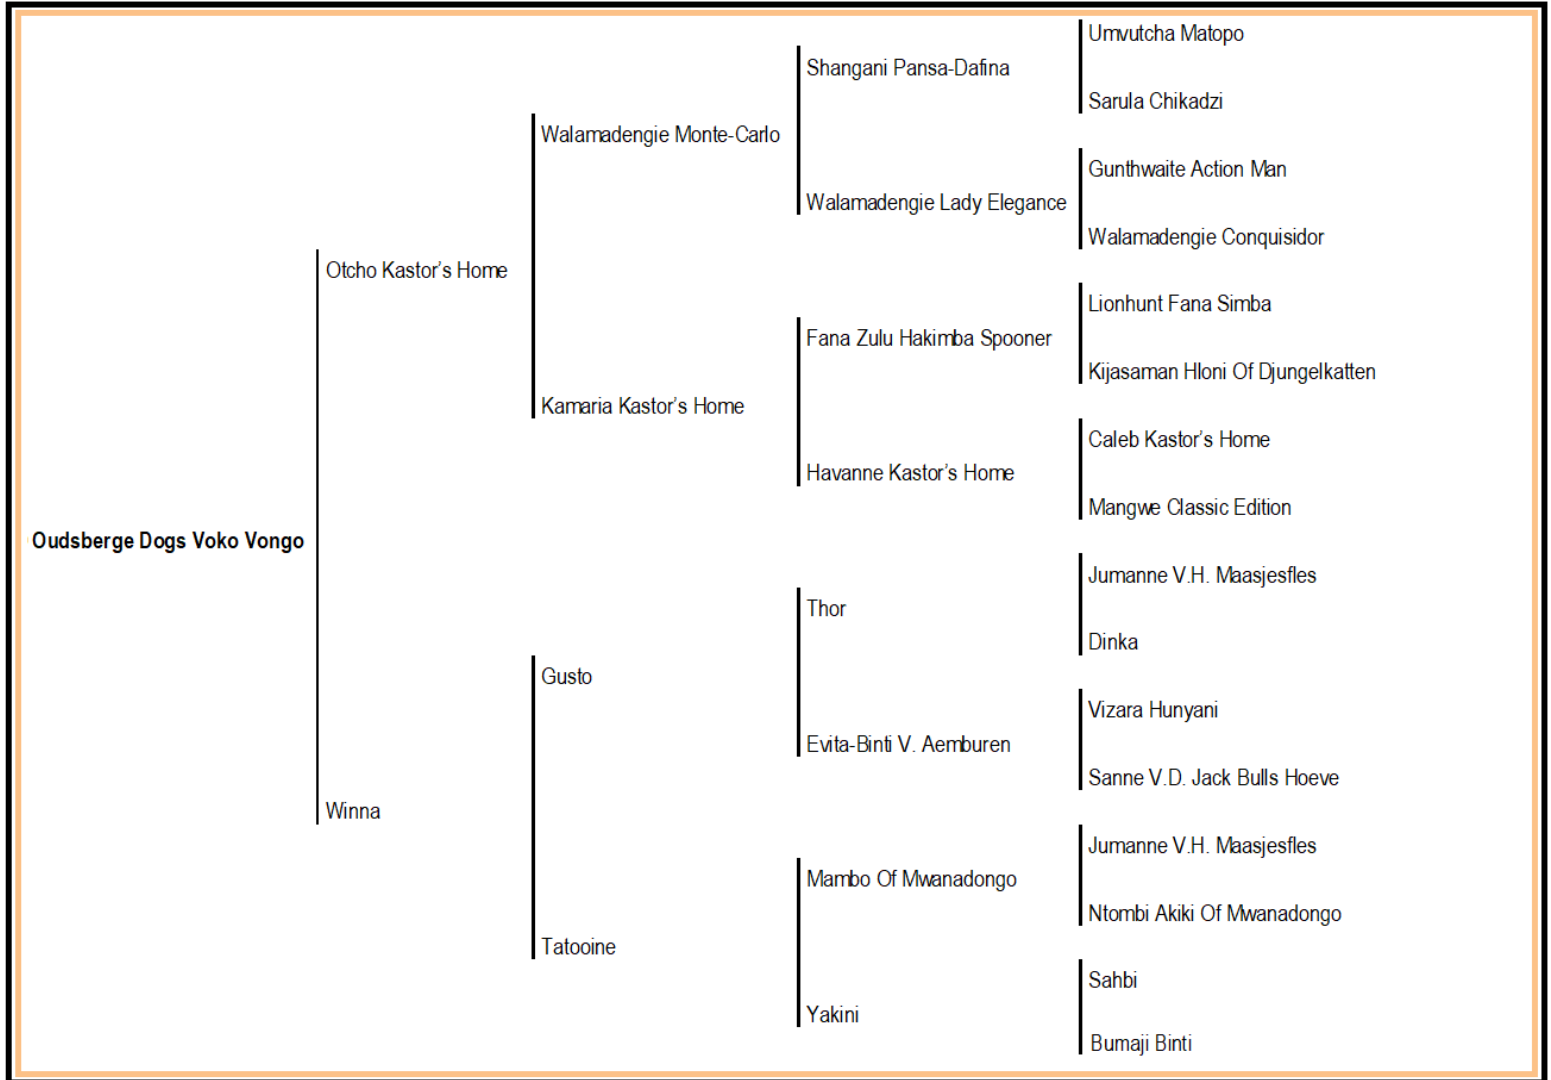 Umvutcha Matopo
Shangani Pansa-Dafina
Sarula Chikadzi
Walamadengie Monte-Carlo
Gunthwaite Action Man
Walamadengie Lady Elegance
Walamadengie Conquisidor
Otcho Kastor's Home
Lionhunt Fana Simba
Fana Zulu Hakimba Spooner
Kijasaman Hloni Of Djungelkatten
Kamaria Kastor's Home
Caleb Kastor's Home
Havanne Kastor's Home
Mangwe Classic Edition
Oudsberge Dogs Voko Vongo
Jumanne V.H. Maasjesfles
Thor
Dinka
Gusto
Vizara Hunyani
Evita-Binti V. Aemburen
Sanne V.D. Jack Bulls Hoeve
Winna
Jumanne V.H. Maasjesfles
Mambo Of Mwanadongo
Ntombi Akiki Of Mwanadongo
Tatooine
Sahbi
Yakini
Bumaji Binti